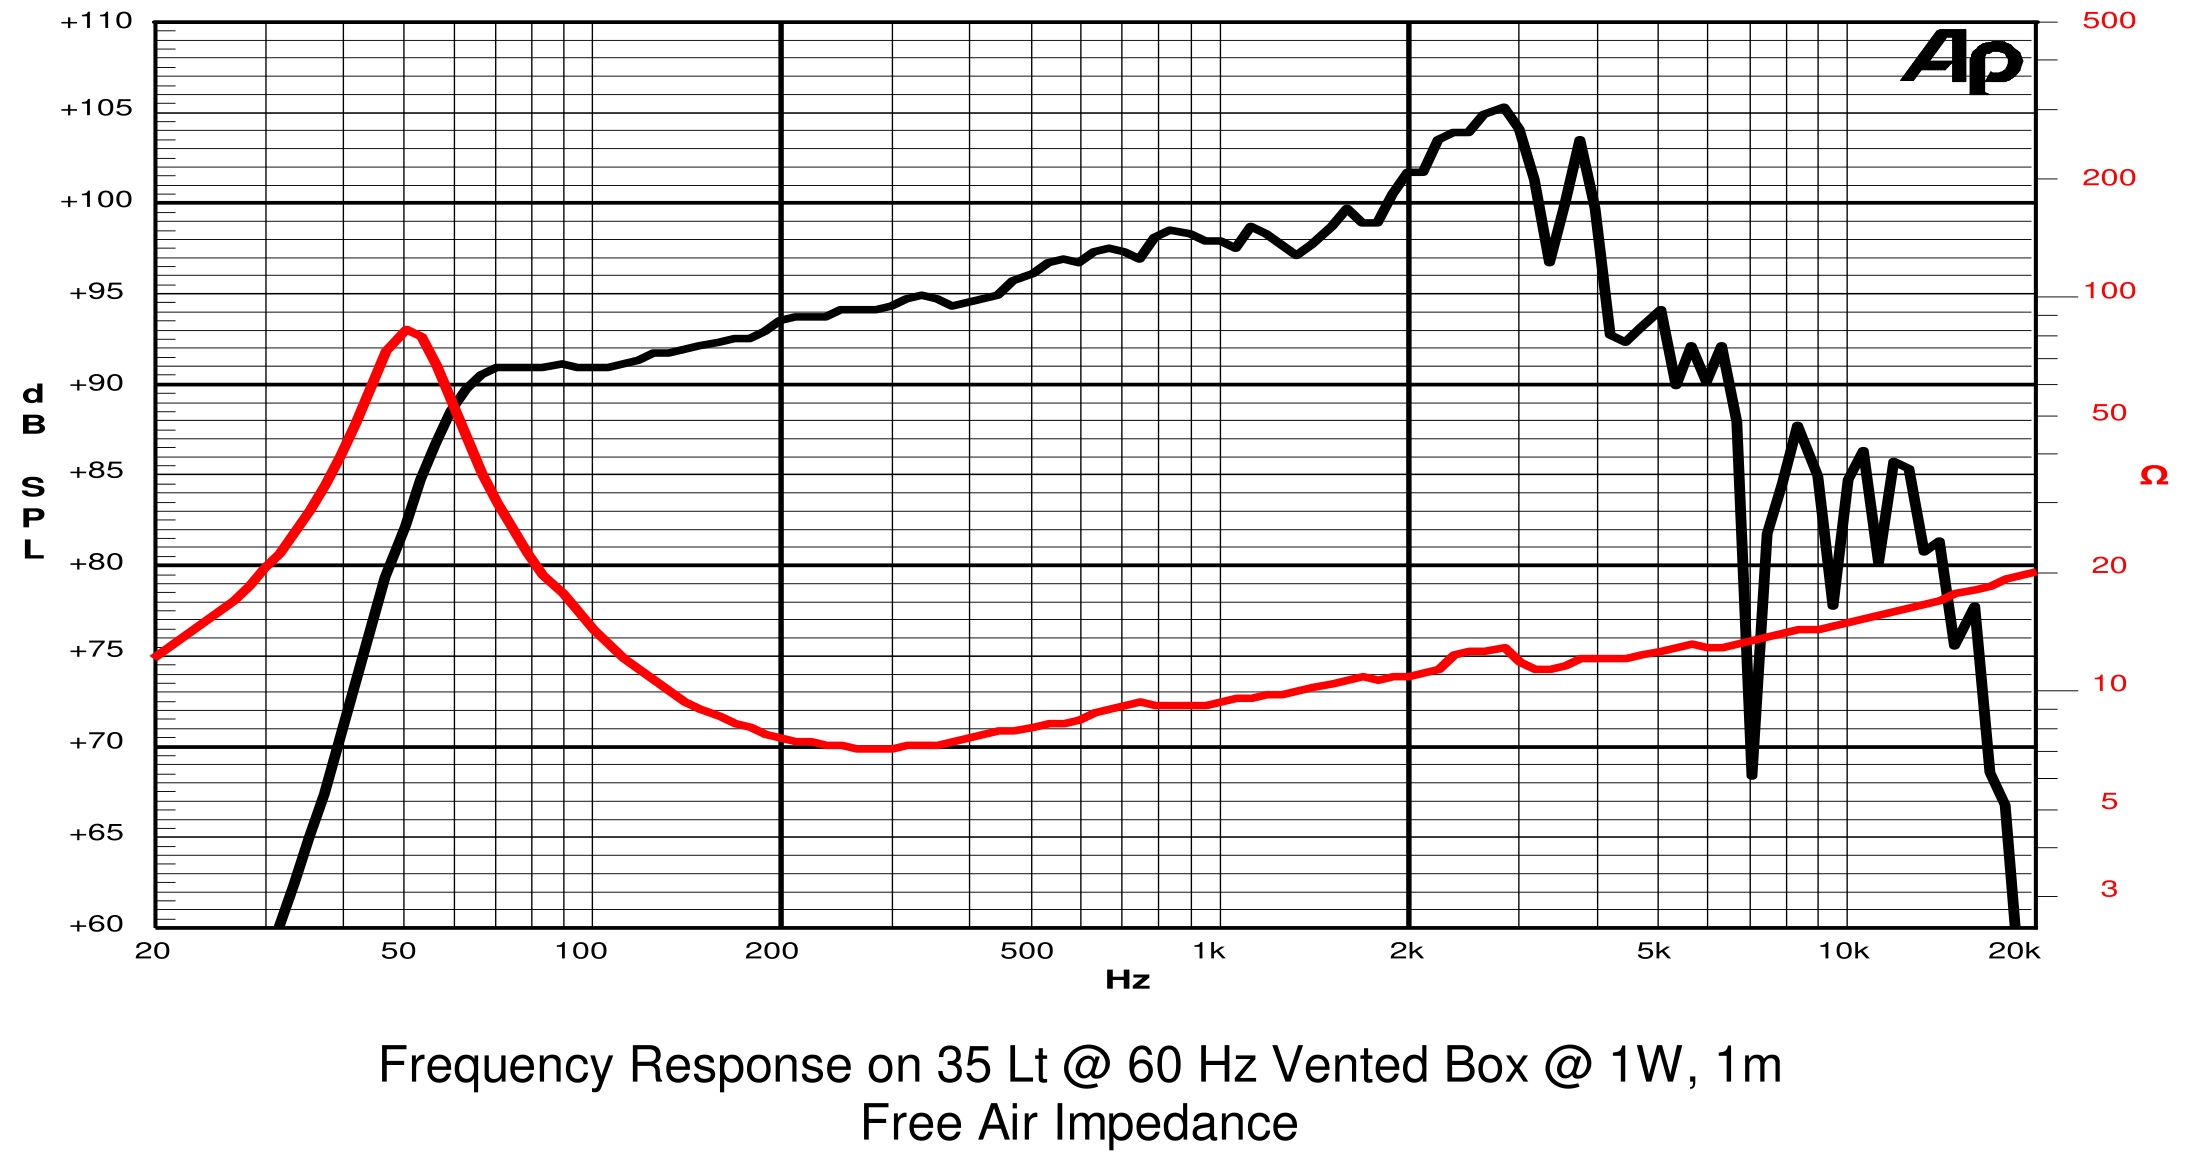 +110
+105
+100
+95
+90
+85
+80
+75
+70
+65
+60
dB SPL
500
200
100
50
20
10
5
3
Ω
Ap
20 50 100 200 500 1k 2k 5k 10k 20k
Hz
Frequency Response on 35 Lt @ 60 Hz Vented Box @ 1W, 1m
Free Air Impedance